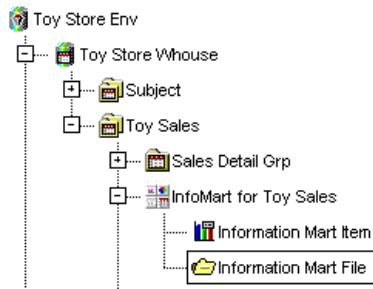 Toy Store Env
Toy Store Whouse
Subject
Toy Sales
Sales Detail Grp
InfoMart for Toy Sales
Information Mart Item
Information Mart File